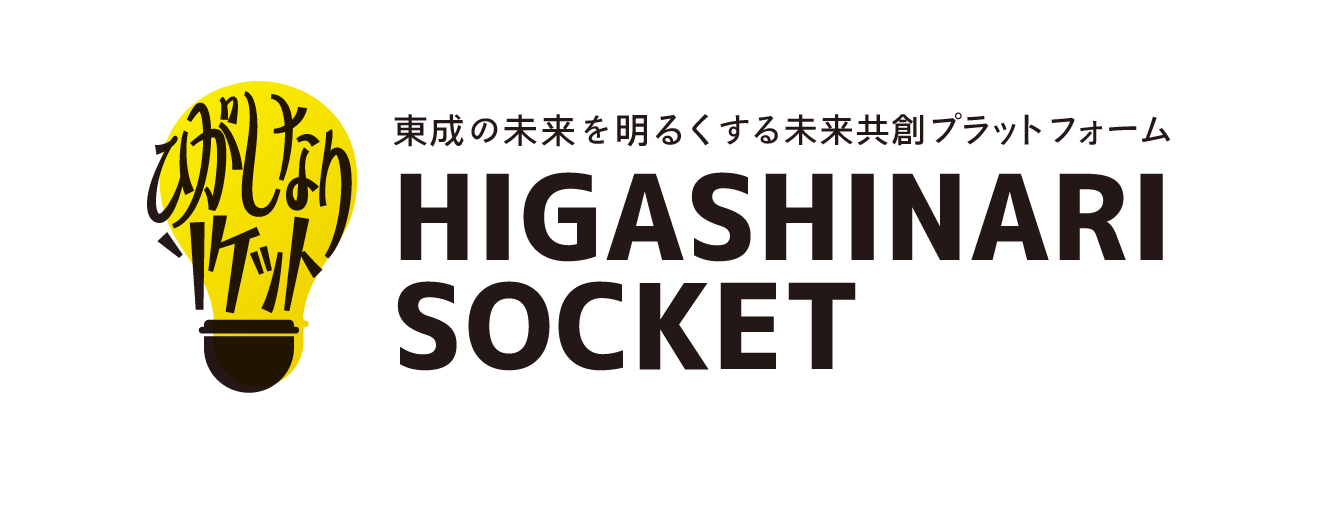 ひがしなり
ソケット
東成の未来を明るくする未来共創プラットフォーム
HIGASHINARI
SOCKET